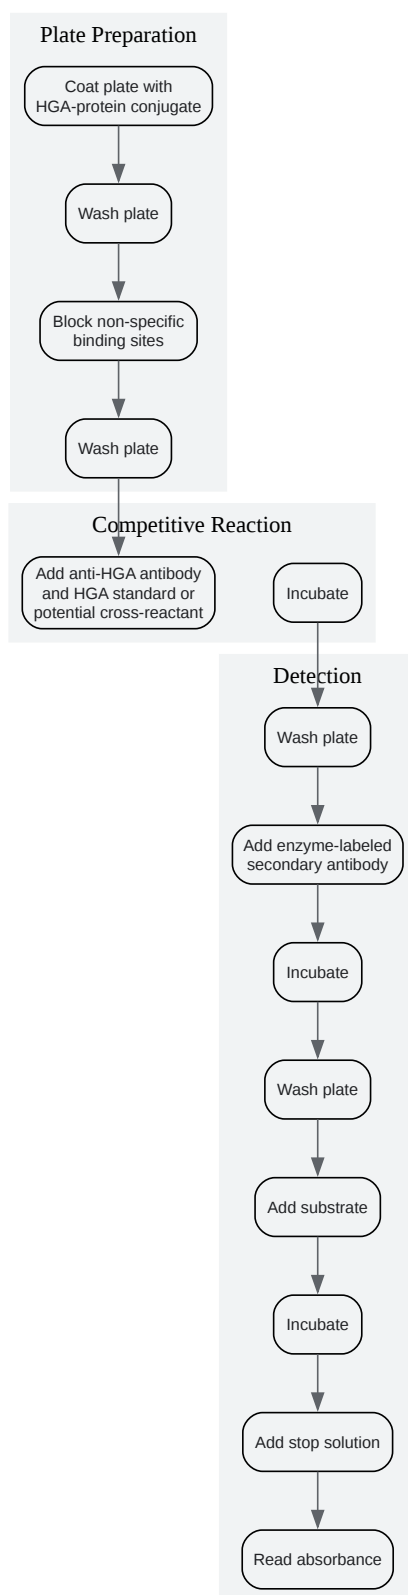 Plate Preparation
Coat plate with
HGA-protein conjugate
Wash plate
Block non-specific
binding sites
Wash plate
Competitive Reaction
Add anti-HGA antibody
and HGA standard or
potential cross-reactant
Incubate
Detection
Wash plate
Add enzyme-labeled
secondary antibody
Incubate
Wash plate
Add substrate
Incubate
Add stop solution
Read absorbance